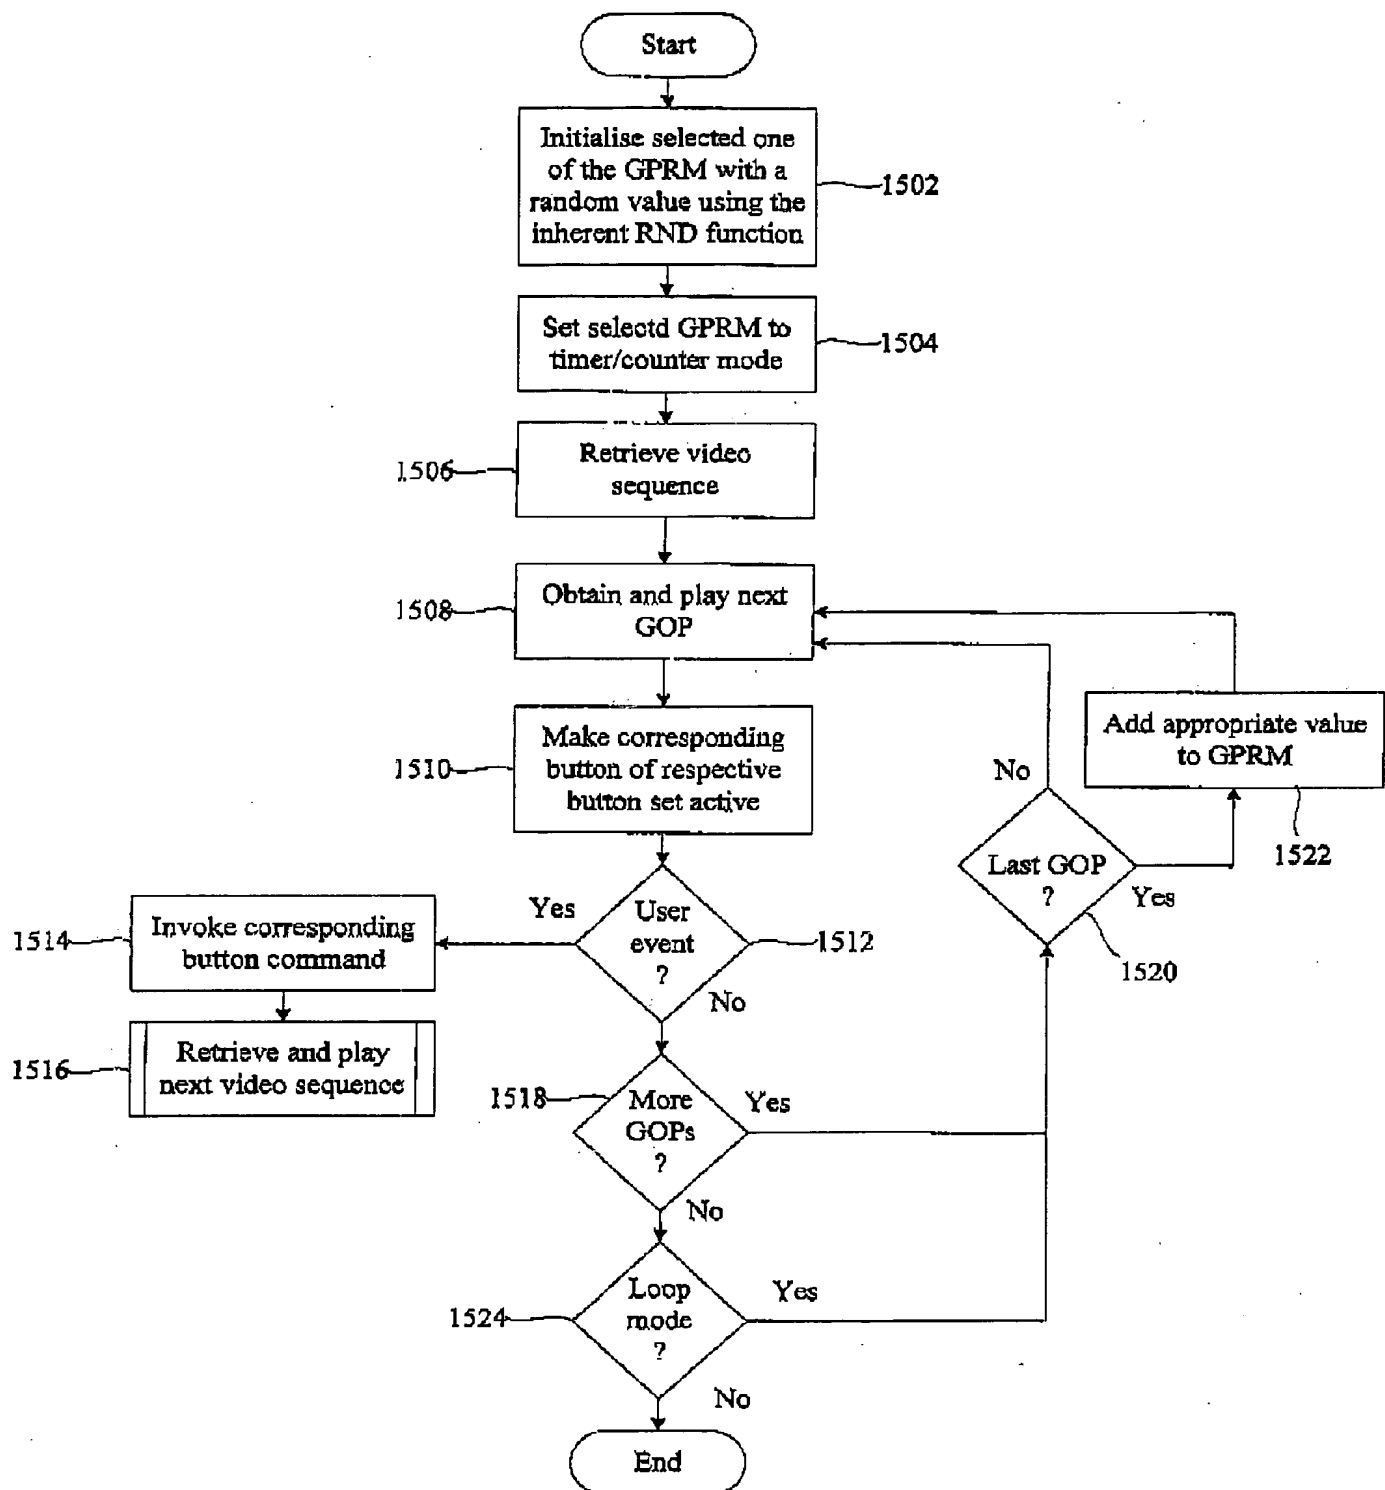 Start
Initialise selected one
of the GPRM with a
random value using the
inherent RND function
1502
Set selectd GPRM to
timer/counter mode
1504
Retrieve video
sequence
1506
Obtain and play next
GOP
1508
Make corresponding
button of respective
button set active
1510
Add appropriate value
to GPRM
1522
No
Last GOP
?
Yes
1520
User
event
?
1512
Yes
No
Invoke corresponding
button command
1514
Retrieve and play
next video sequence
1516
More
GOPs
?
1518
Yes
No
Loop
mode
?
1524
Yes
No
End